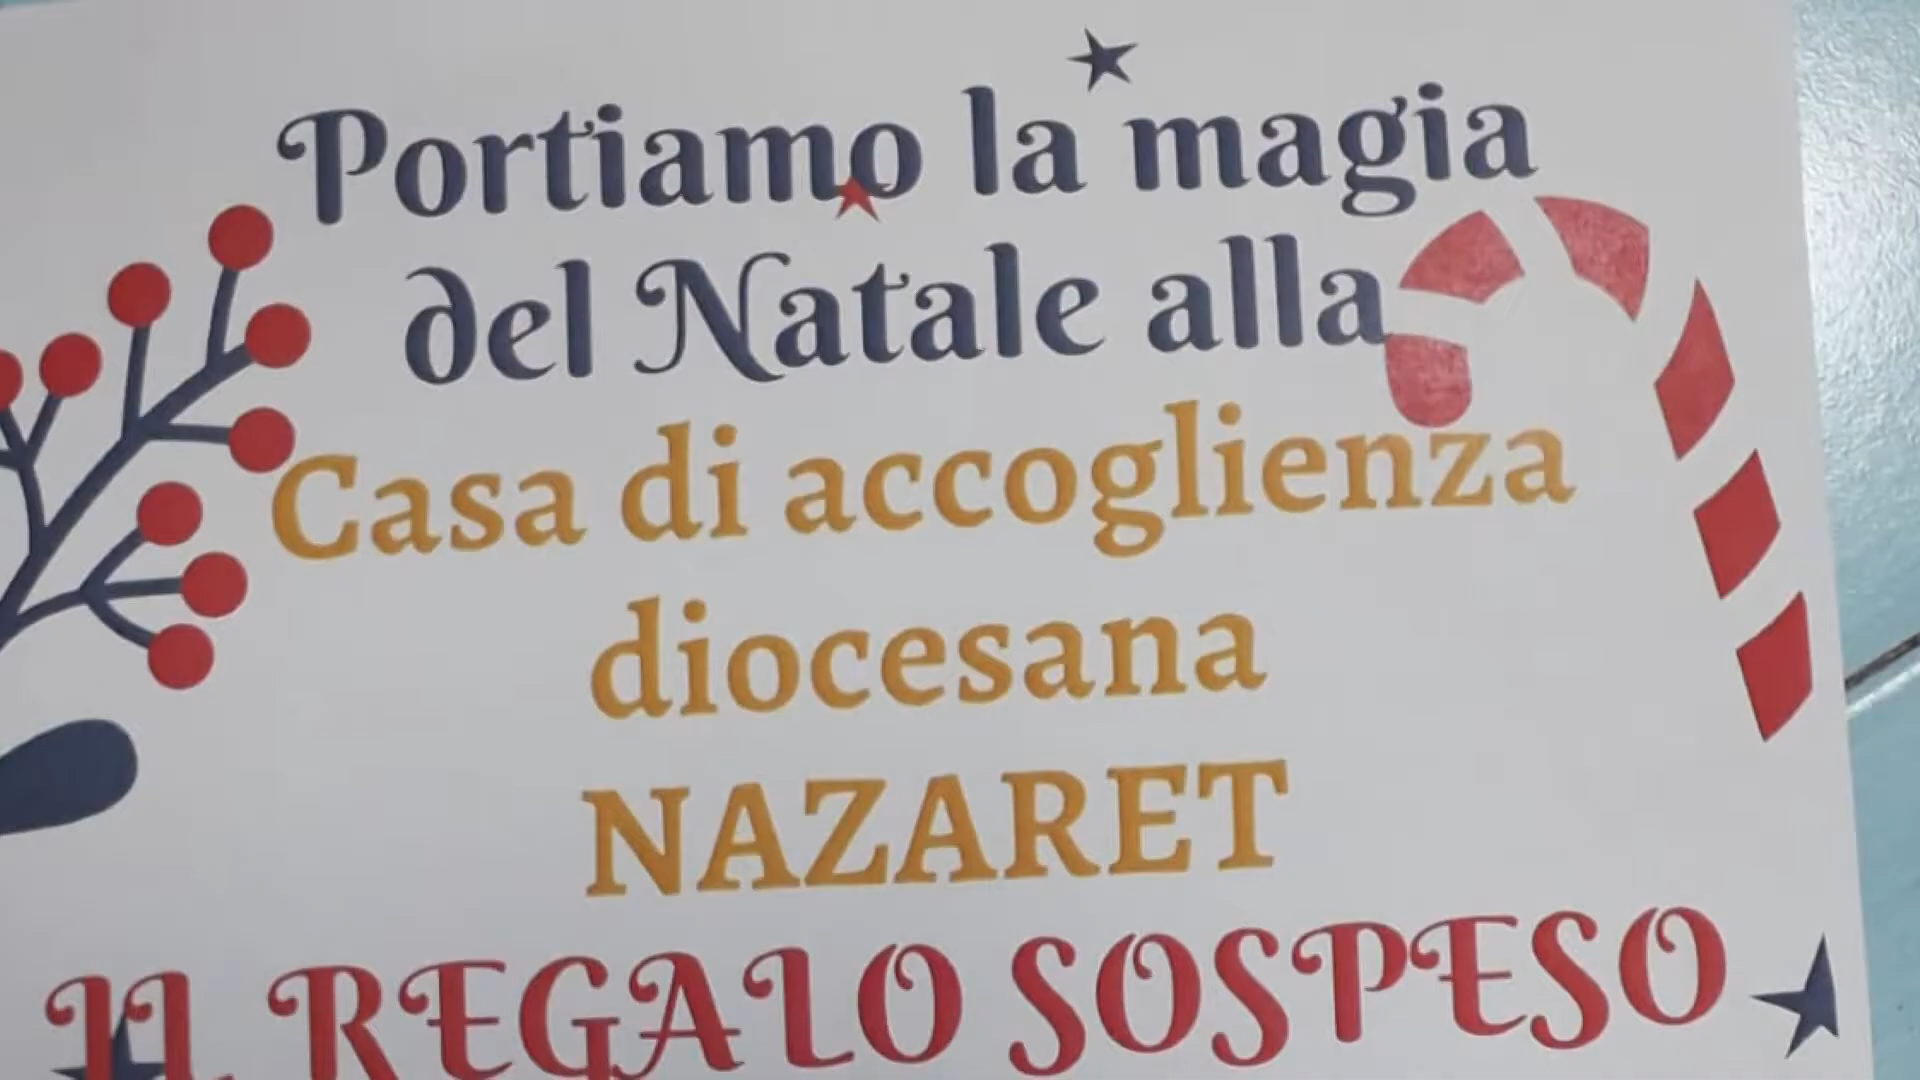 Portiamo la magia
del Natale alla
Casa di accoglienza
diocesana
NAZARET
IL REGALO SOSPESO